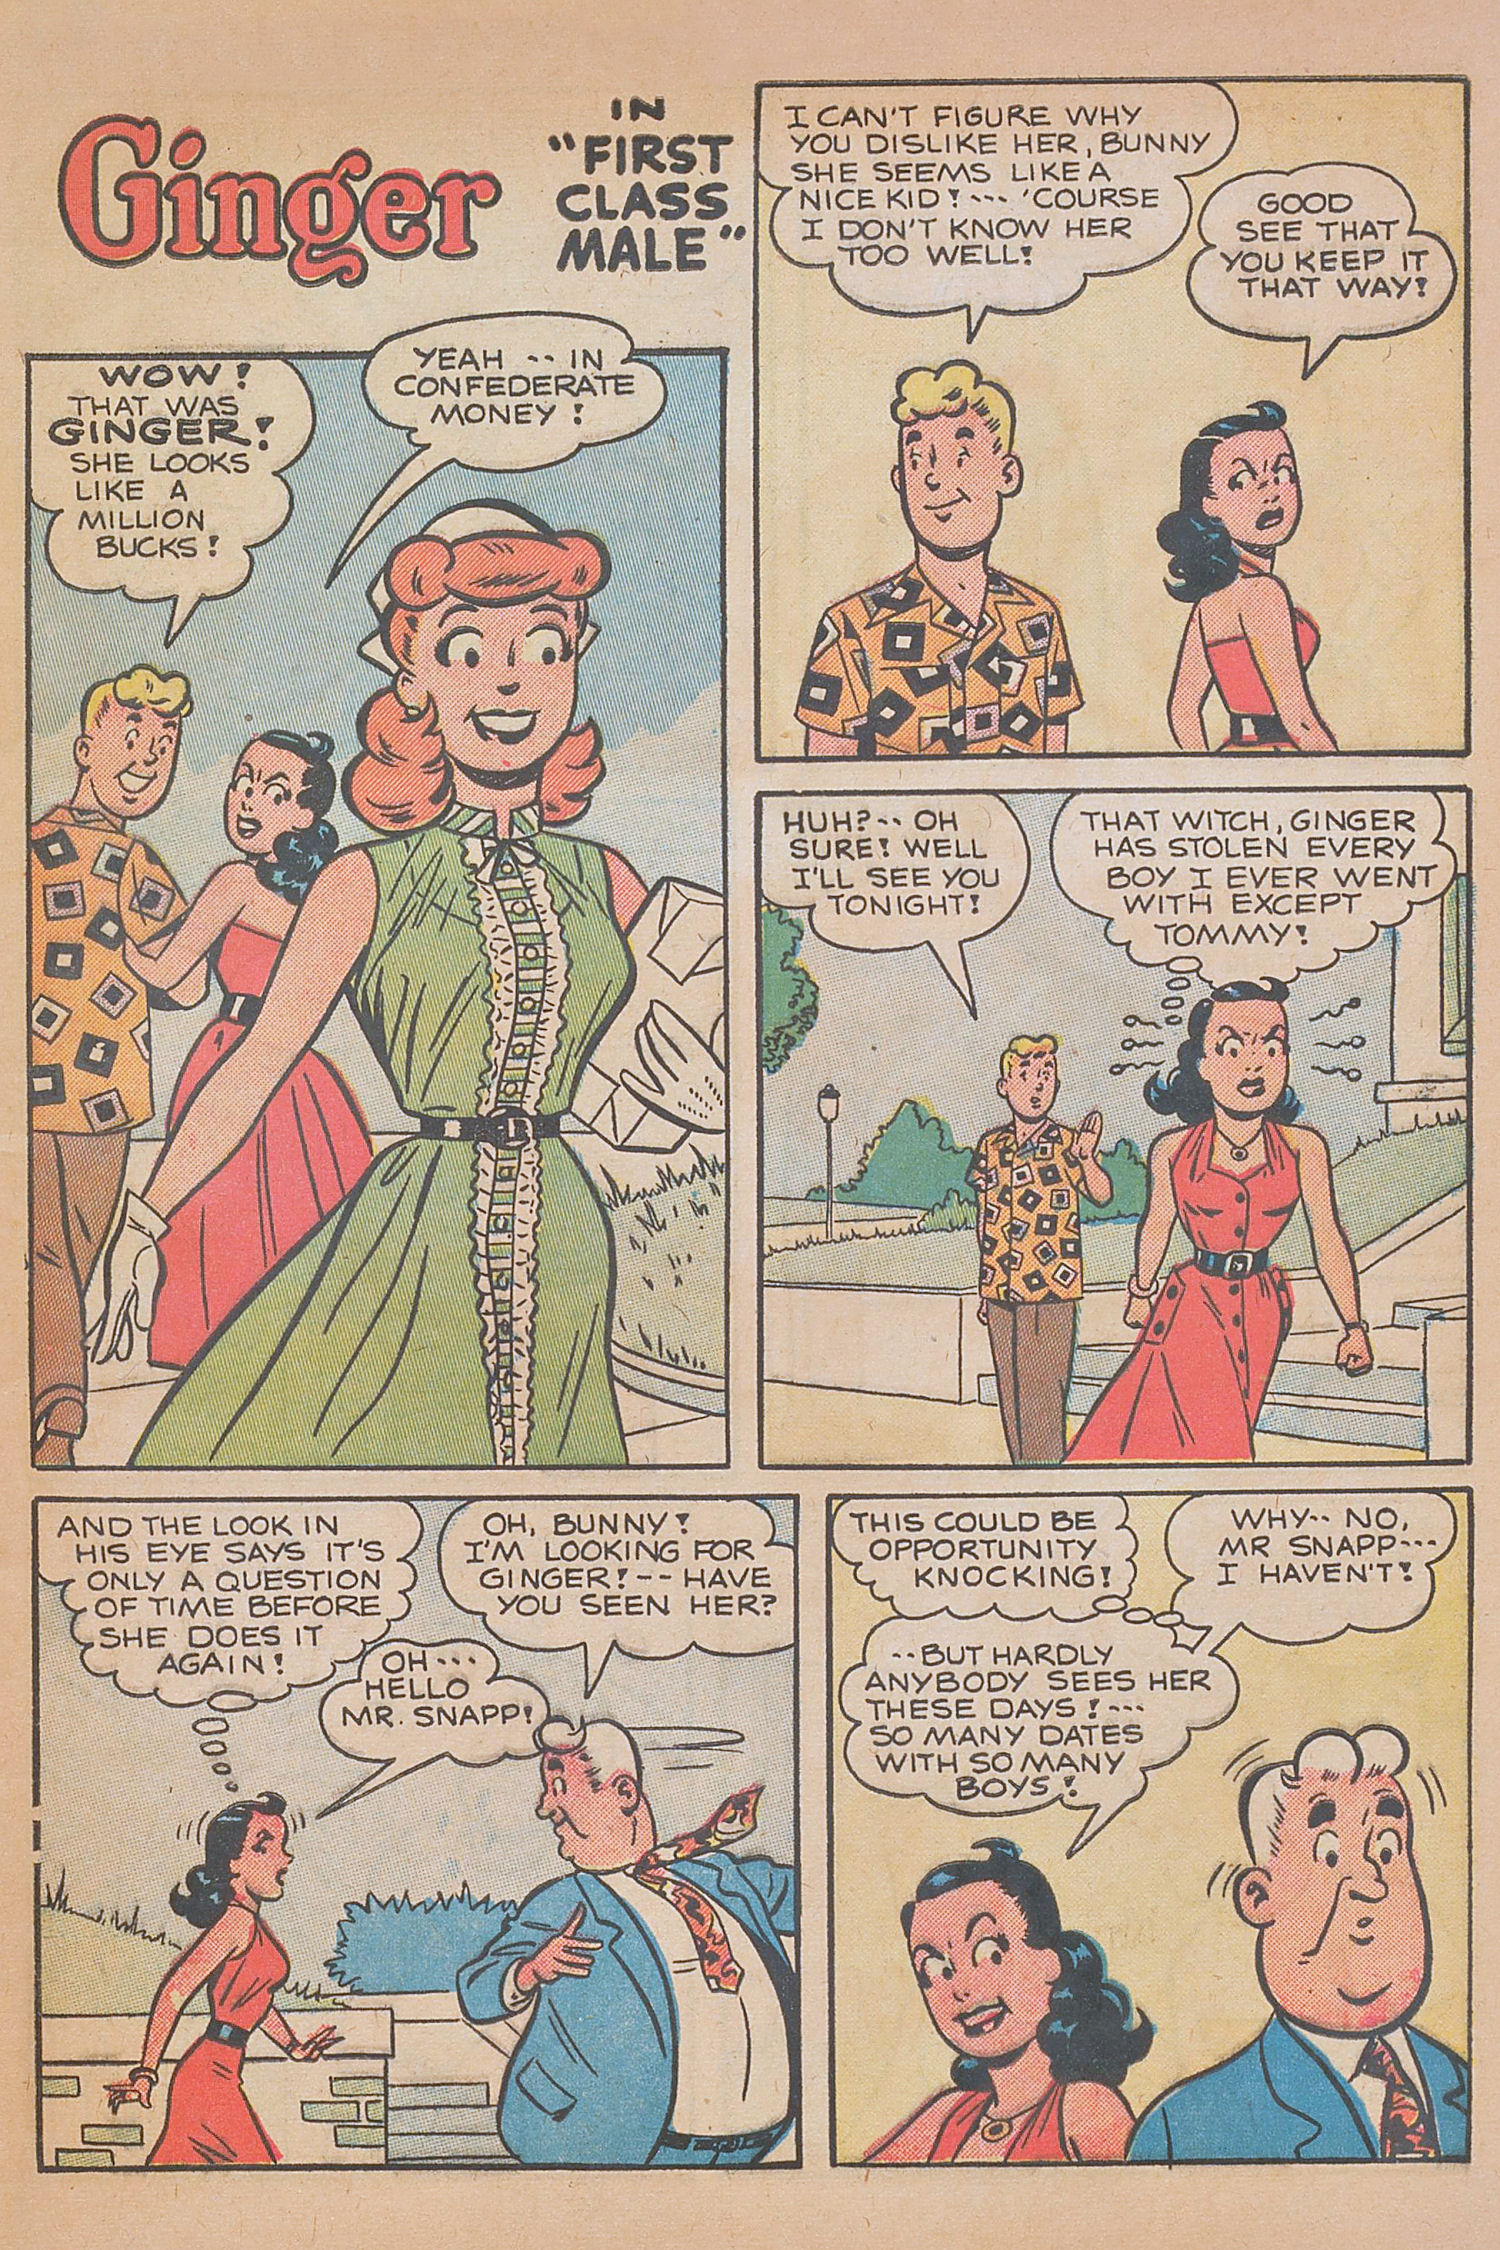 Ginger
IN
"FIRST
CLASS
MALE"
WOW!
THAT WAS
GINGER!
SHE LOOKS
LIKE A
MILLION
BUCKS!
YEAH -- IN
CONFEDERATE
MONEY!
I CAN'T FIGURE WHY
YOU DISLIKE HER, BUNNY
SHE SEEMS LIKE A
NICE KID! --- 'COURSE
I DON'T KNOW HER
TOO WELL!
GOOD
SEE THAT
YOU KEEP IT
THAT WAY!
HUH? -- OH
SURE! WELL
I'LL SEE YOU
TONIGHT!
THAT WITCH, GINGER
HAS STOLEN EVERY
BOY I EVER WENT
WITH EXCEPT
TOMMY!
AND THE LOOK IN
HIS EYE SAYS IT'S
ONLY A QUESTION
OF TIME BEFORE
SHE DOES IT
AGAIN!
OH ---
HELLO
MR. SNAPP!
OH, BUNNY!
I'M LOOKING FOR
GINGER! -- HAVE
YOU SEEN HER?
THIS COULD BE
OPPORTUNITY
KNOCKING!
WHY -- NO,
MR SNAPP ---
I HAVEN'T!
-- BUT HARDLY
ANYBODY SEES HER
THESE DAYS! ---
SO MANY DATES
WITH SO MANY
BOYS!